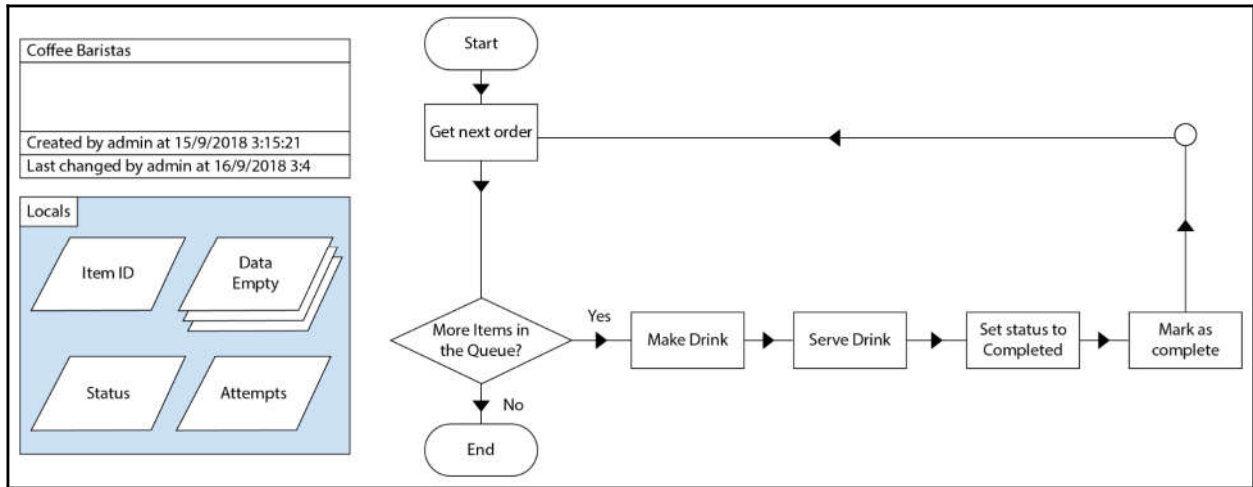 Coffee Baristas
Created by admin at 15/9/2018 3:15:21
Last changed by admin at 16/9/2018 3:4
Locals
Item ID
Data
Empty
Status
Attempts
Start
Get next order
More Items in
the Queue?
Yes
Make Drink
Serve Drink
Set status to
Completed
Mark as
complete
No
End